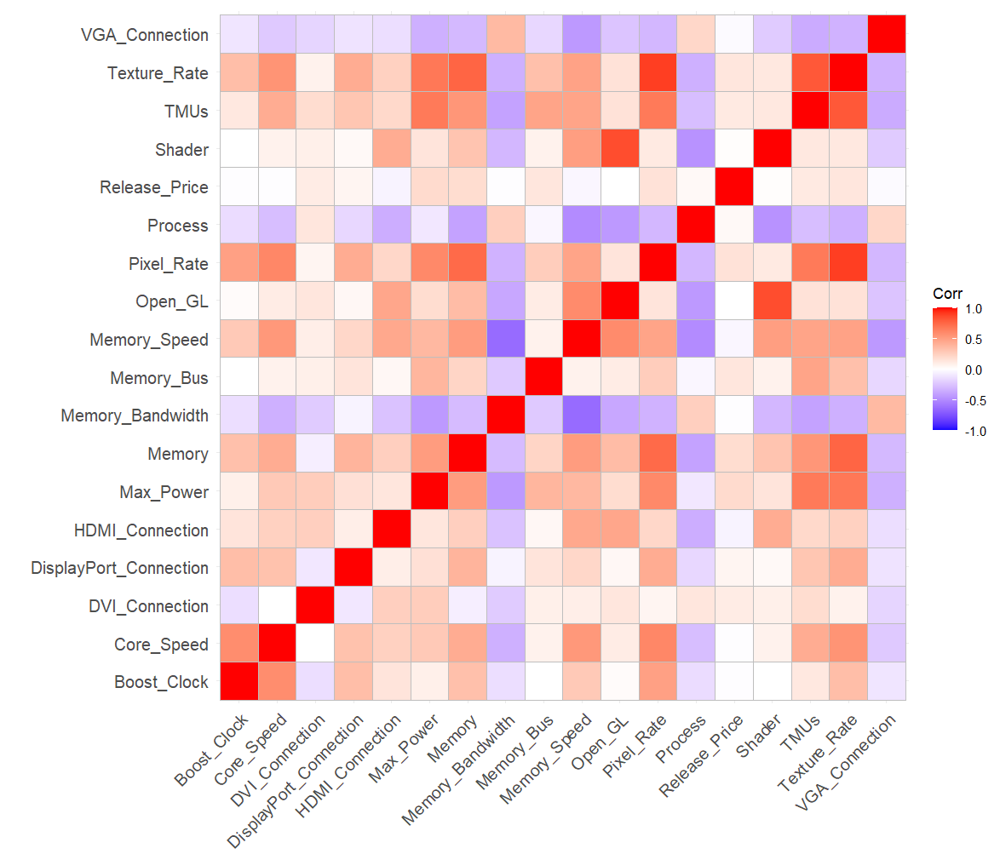 VGA_Connection
Texture_Rate
TMUs
Shader
Release_Price
Process
Pixel_Rate
Open_GL
Memory_Speed
Memory_Bus
Memory_Bandwidth
Memory
Max_Power
HDMI_Connection
DisplayPort_Connection
DVI_Connection
Core_Speed
Boost_Clock
Boost_Clock
Core_Speed
DVI_Connection
DisplayPort_Connection
HDMI_Connection
Max_Power
Memory
Memory_Bandwidth
Memory_Bus
Memory_Speed
Open_GL
Pixel_Rate
Process
Release_Price
Shader
TMUs
Texture_Rate
VGA_Connection
Corr
1.0
0.5
0.0
-0.5
-1.0